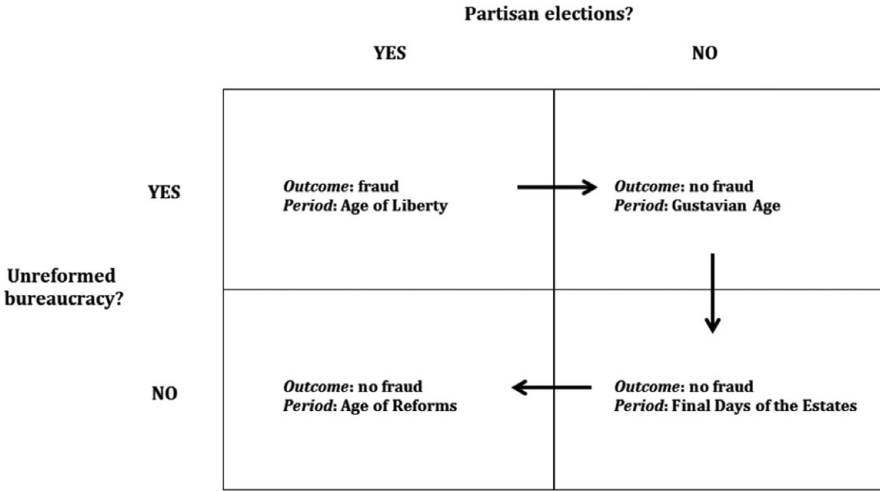 Partisan elections?
YES
NO
YES
Outcome: fraud
Period: Age of Liberty
Outcome: no fraud
Period: Gustavian Age
Unreformed
bureaucracy?
NO
Outcome: no fraud
Period: Age of Reforms
Outcome: no fraud
Period: Final Days of the Estates